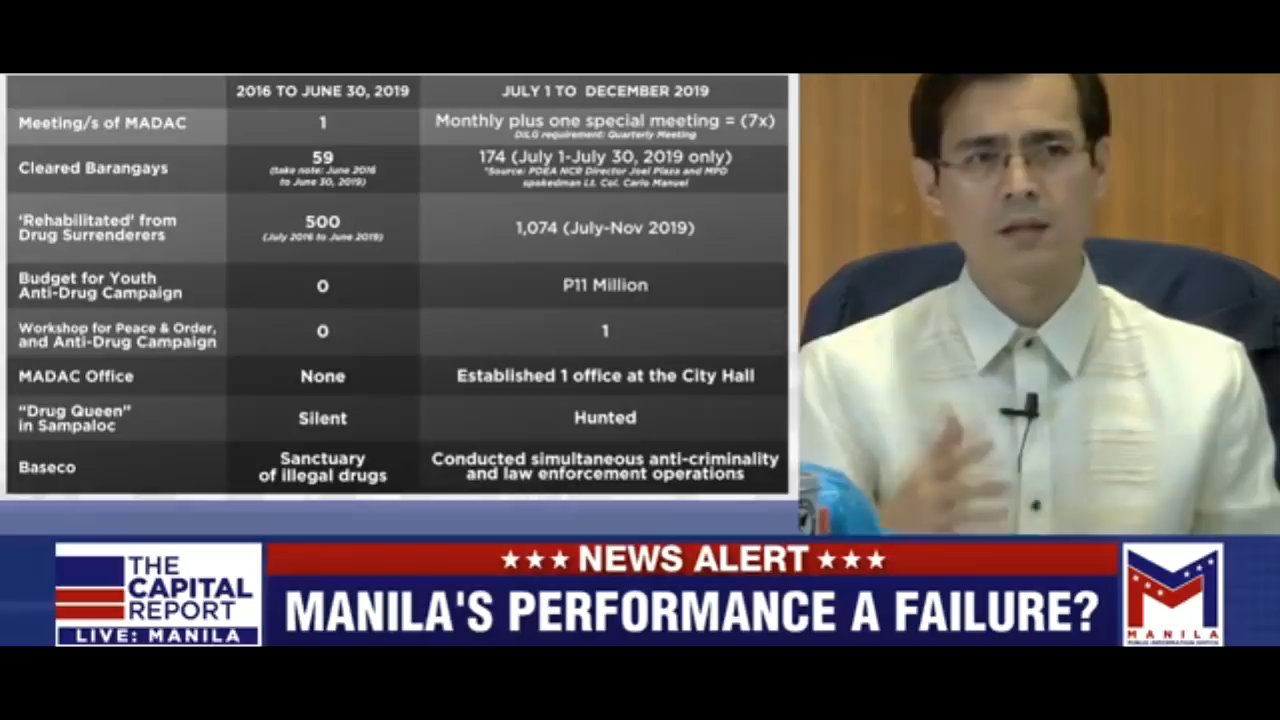 2016 TO JUNE 30, 2019
JULY 1 TO DECEMBER 2019
Meeting/s of MADAC
1
Monthly plus one special meeting = (7x)
DILG requirement: Quarterly Meeting
Cleared Barangays
59
(take note: June 2016
to June 30, 2019)
174 (July 1-July 30, 2019 only)
*Source: PDEA NCR Director Joel Plaza and MPD
spokedman Lt. Col. Carlo Manuel
'Rehabilitated' from
Drug Surrenderers
500
(July 2016 to June 2019)
1,074 (July-Nov 2019)
Budget for Youth
Anti-Drug Campaign
0
P11 Million
Workshop for Peace & Order,
and Anti-Drug Campaign
0
1
MADAC Office
None
Established 1 office at the City Hall
"Drug Queen"
in Sampaloc
Silent
Hunted
Baseco
Sanctuary
of illegal drugs
Conducted simultaneous anti-criminality
and law enforcement operations
THE
CAPITAL
REPORT
LIVE: MANILA
NEWS ALERT
MANILA'S PERFORMANCE A FAILURE?
MANILA
PUBLIC INFORMATION OFFICE